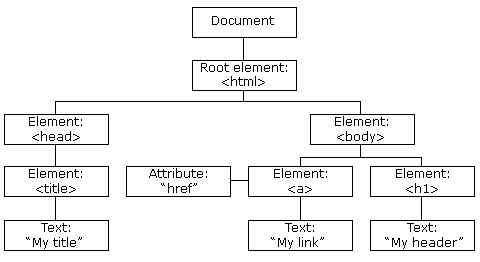 Document
Root element:
<html>
Element:
<head>
Element:
<body>
Element:
<title>
Attribute:
“href”
Element:
<a>
Element:
<h1>
Text:
“My title”
Text:
“My link”
Text:
“My header”